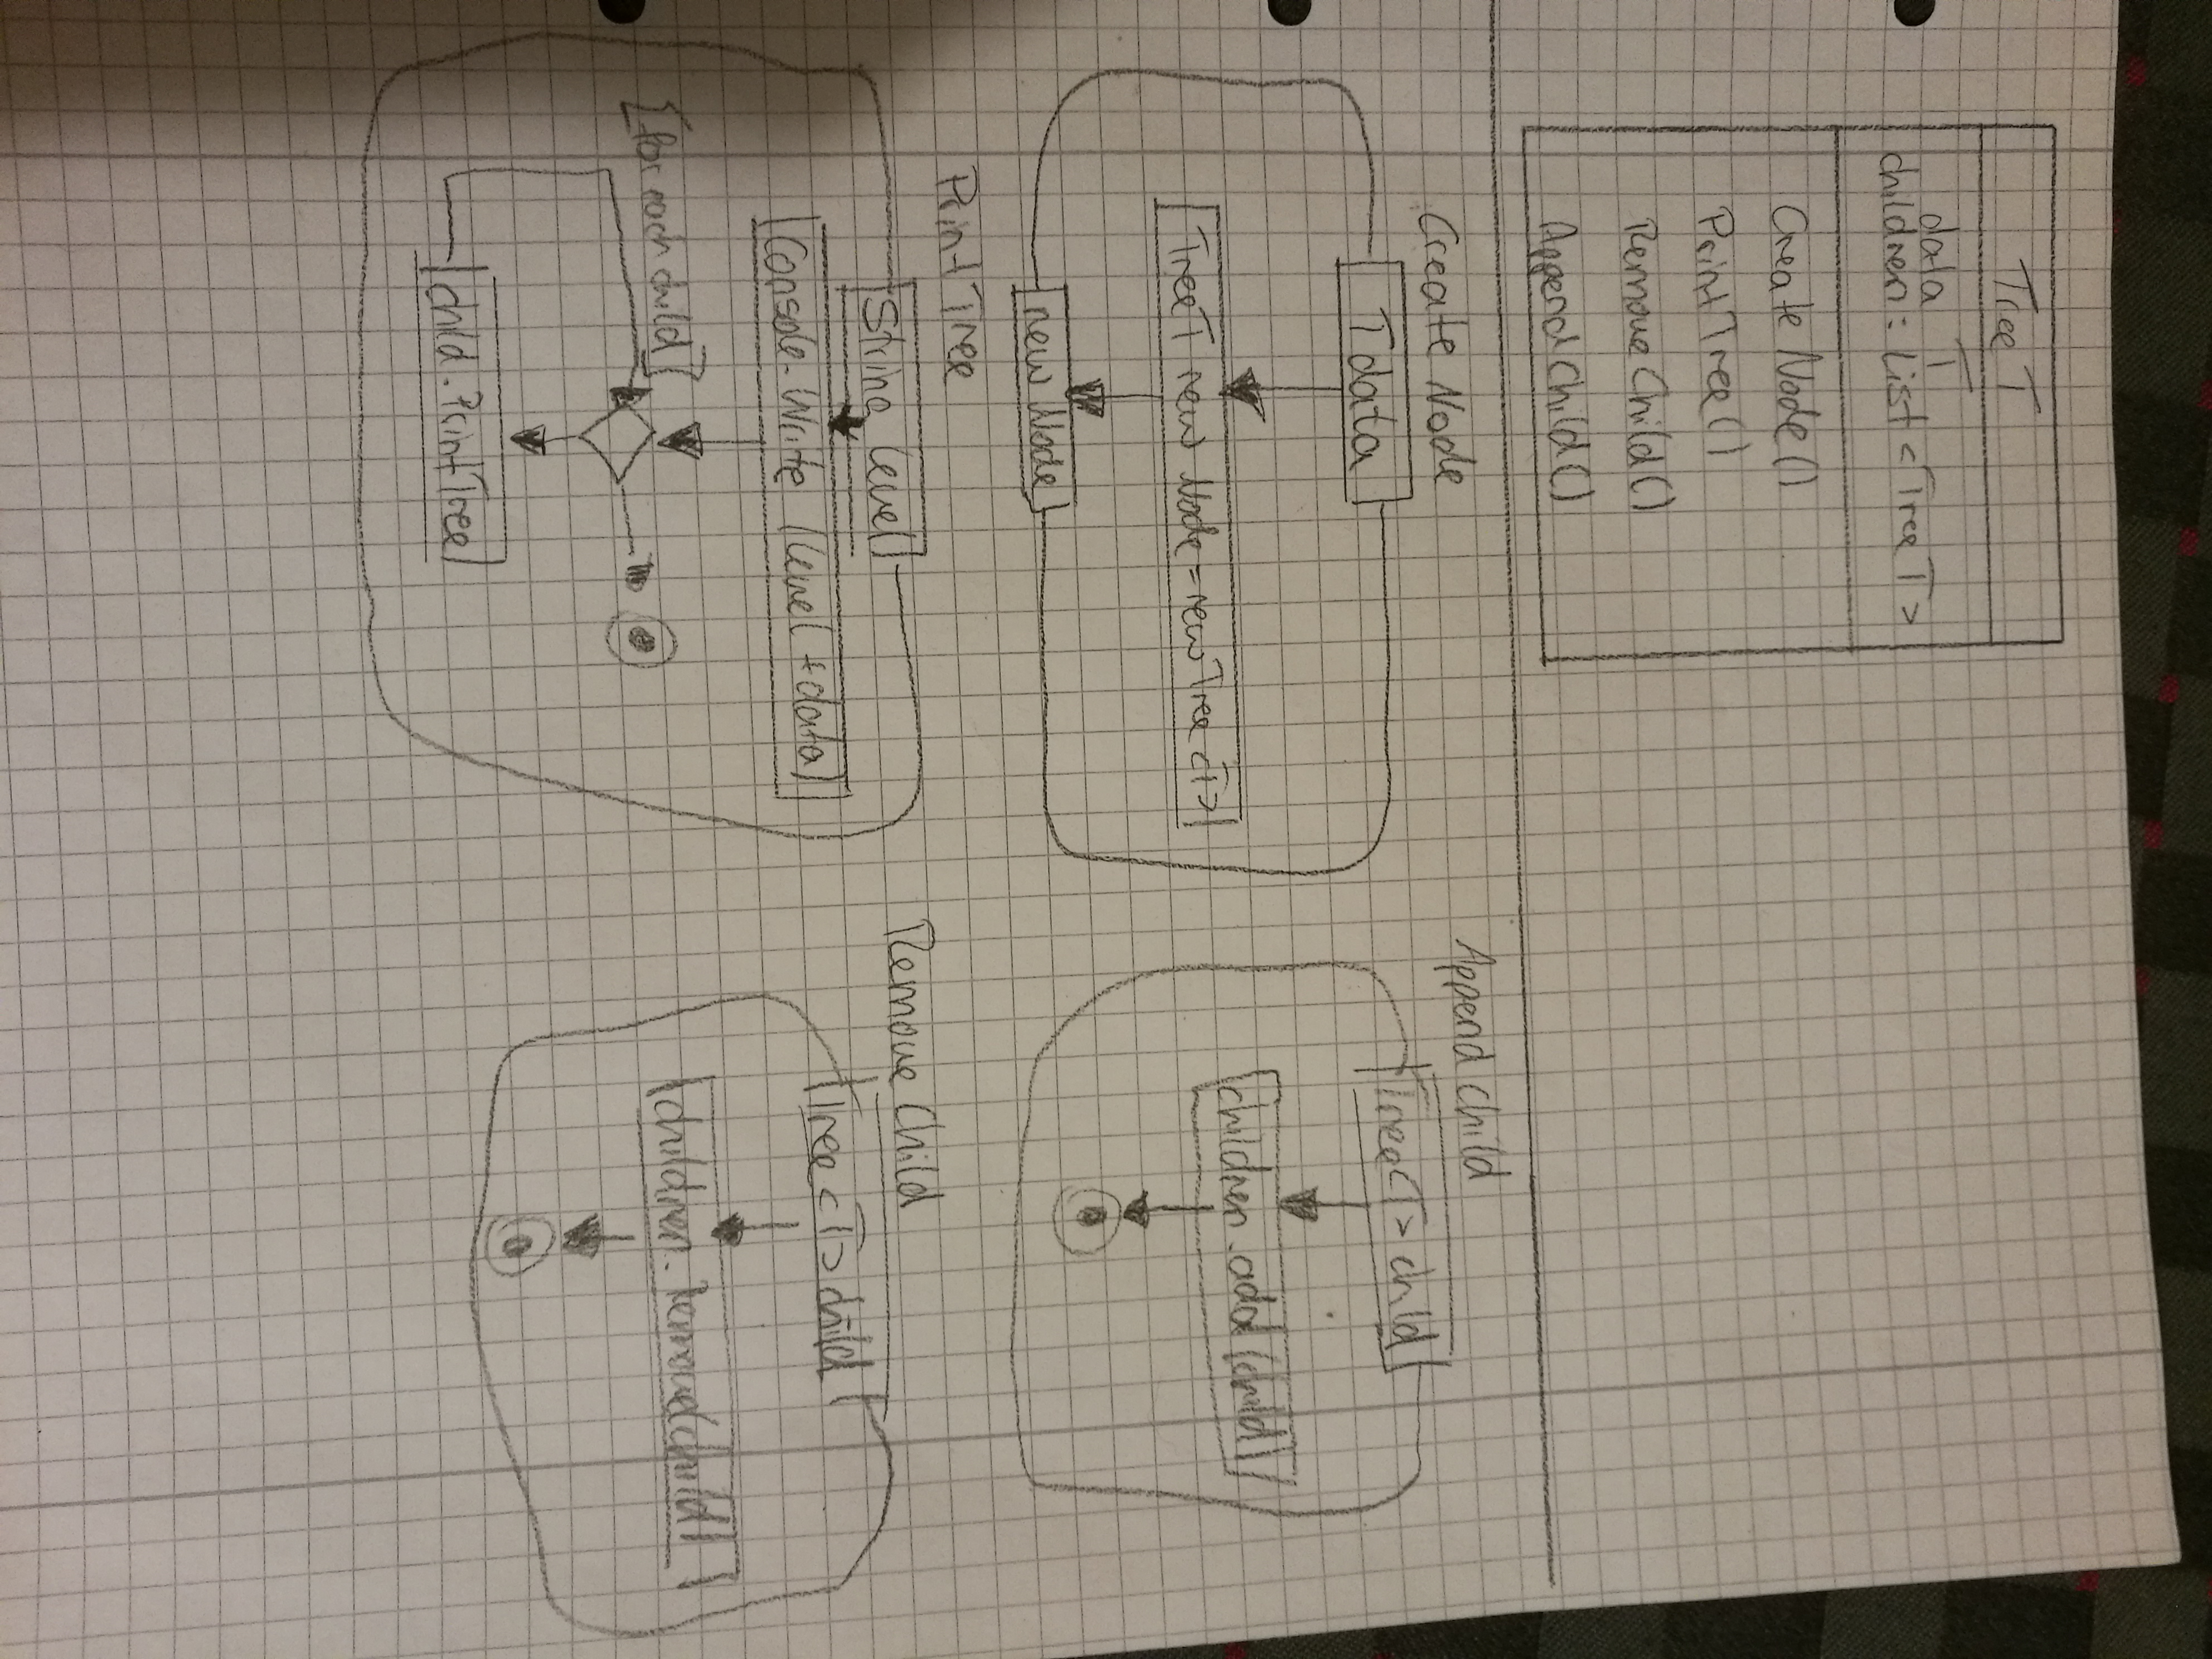 Tree T
data T
children: List <Tree T>
Create Node()
Print Tree()
Remove Child()
Append Child()
Create Node
T data
Tree T new Node = new Tree <T>
new Node
Append Child
Tree<T> child
children.add(child)
Print Tree
String level
Console.Write (level + data)
[for each child]
child.PrintTree
Remove Child
Tree<T> child
children.Remove(child)